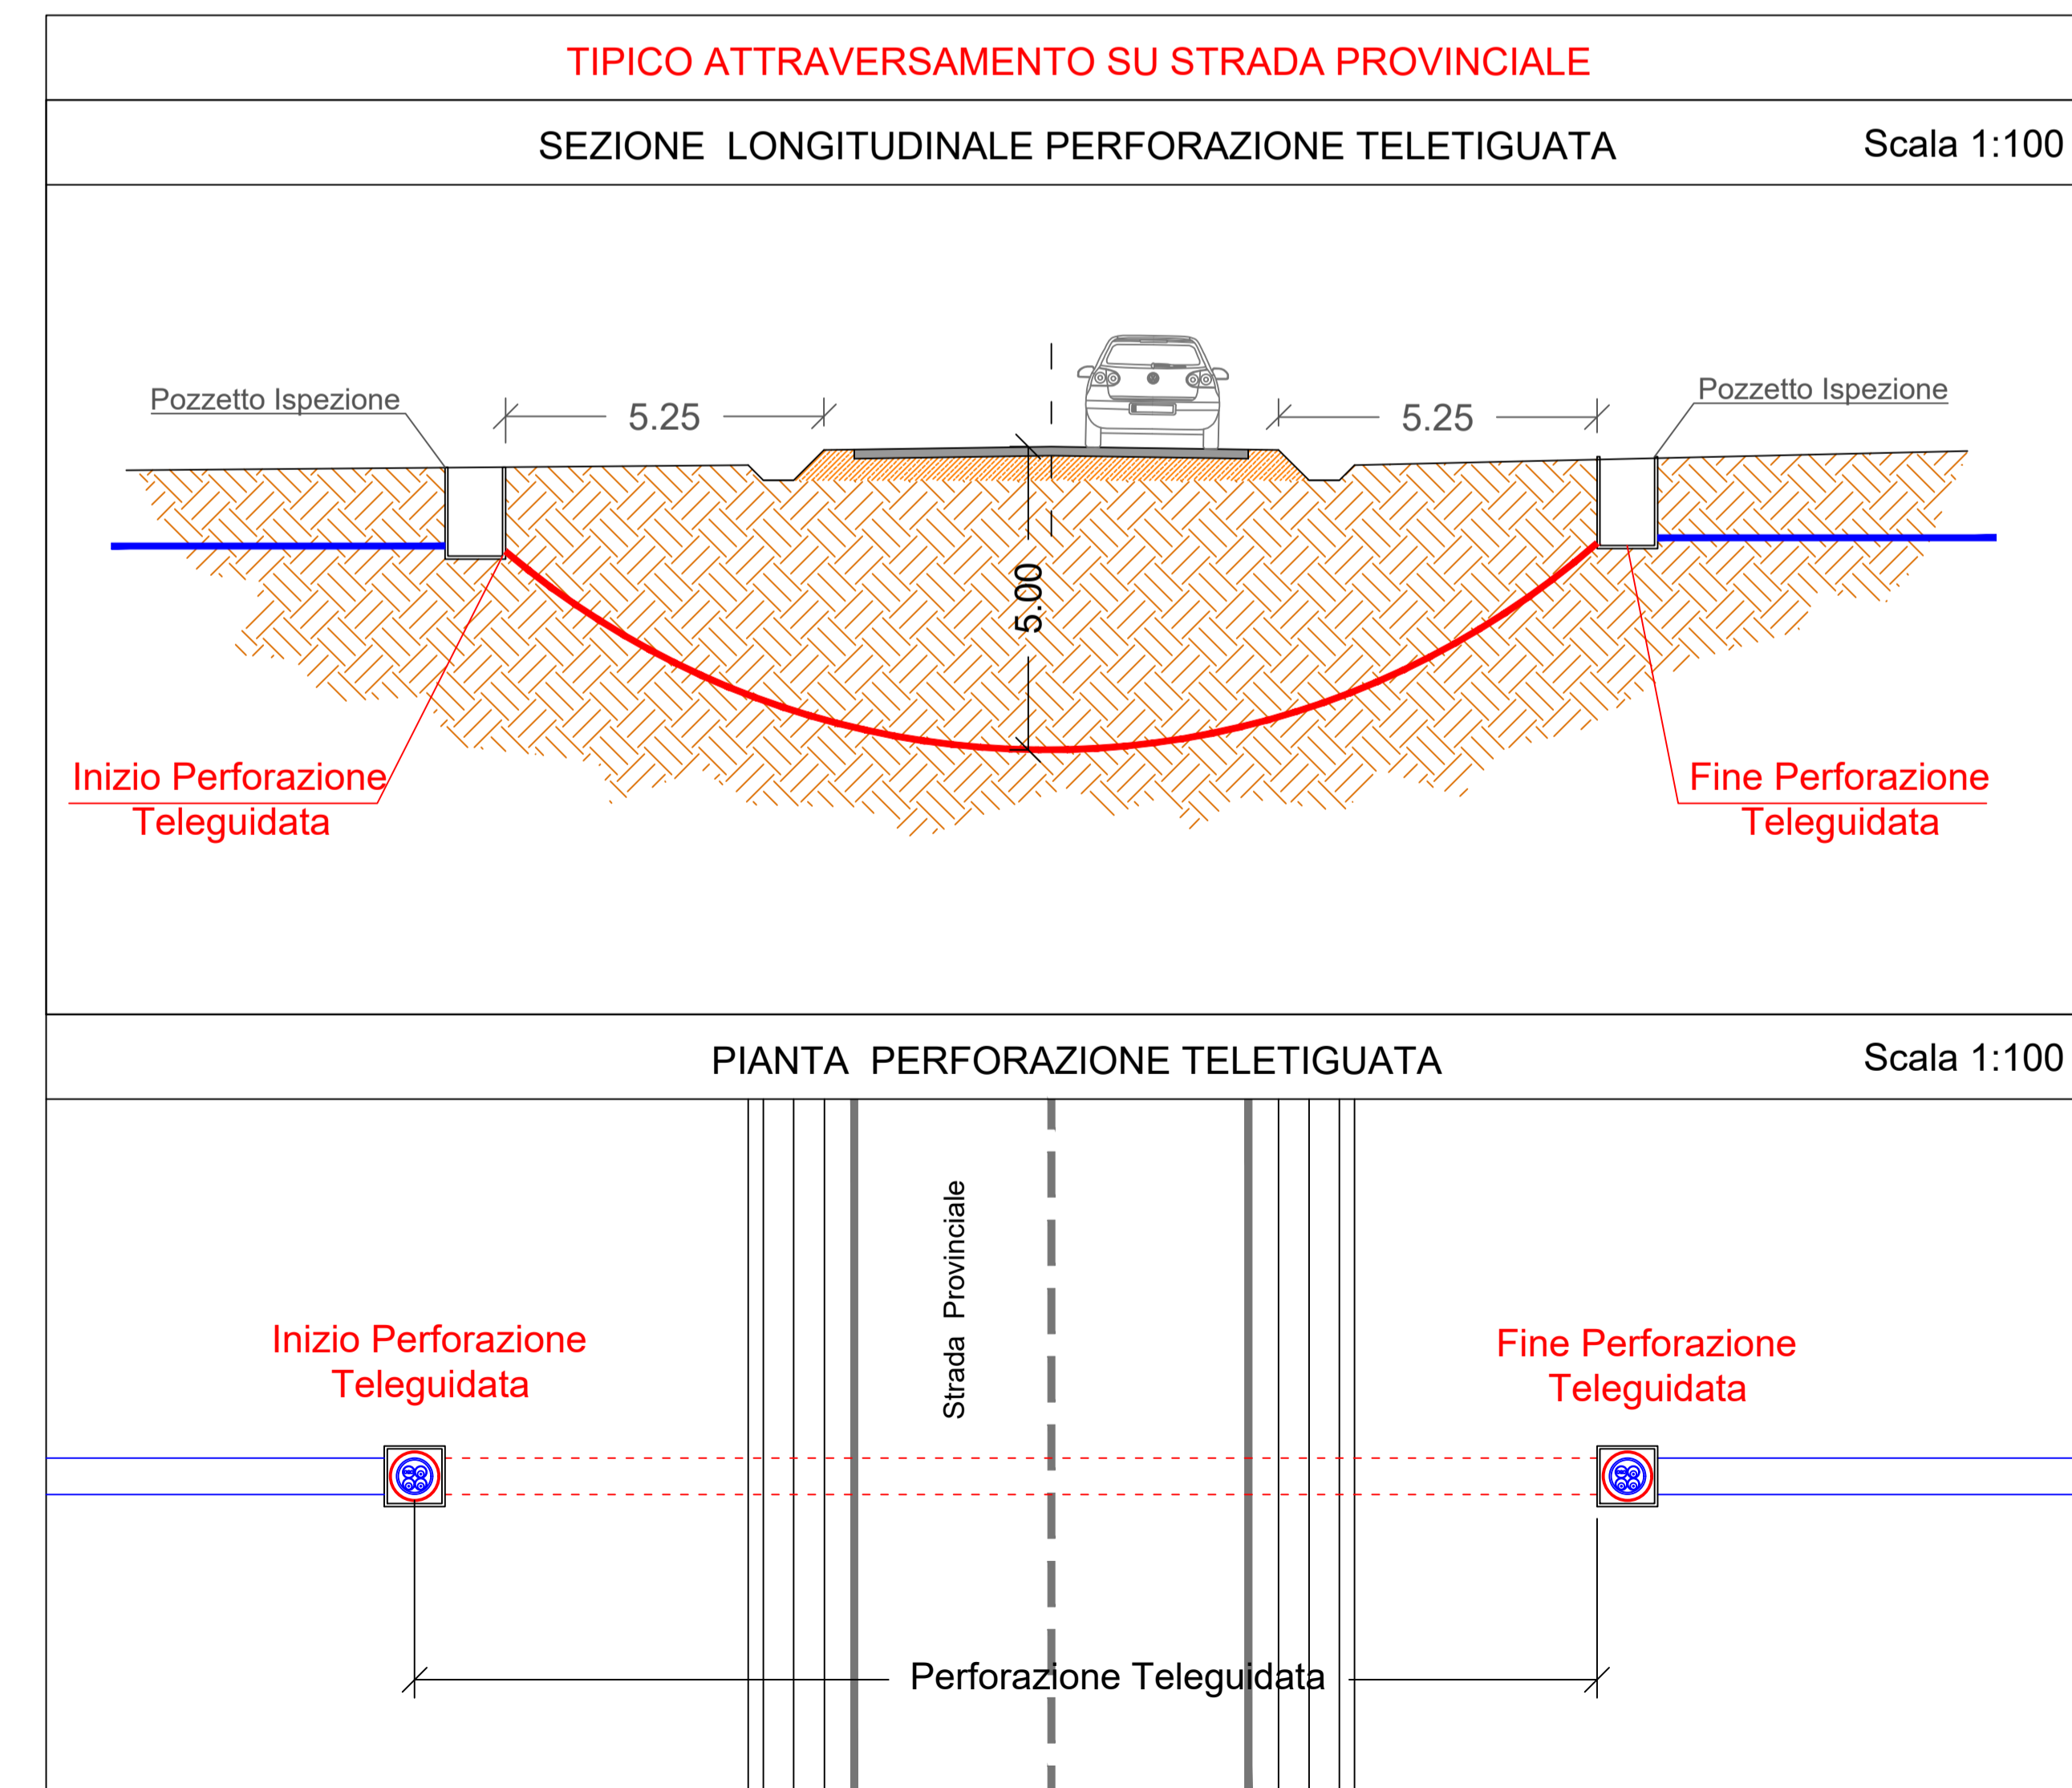 TIPICO ATTRAVERSAMENTO SU STRADA PROVINCIALE
SEZIONE LONGITUDINALE PERFORAZIONE TELETIGUATA
Scala 1:100
Pozzetto Ispezione
5.25
5.25
Pozzetto Ispezione
5.00
Inizio Perforazione
Teleguidata
Fine Perforazione
Teleguidata
PIANTA PERFORAZIONE TELETIGUATA
Scala 1:100
Strada Provinciale
Inizio Perforazione
Teleguidata
Fine Perforazione
Teleguidata
Perforazione Teleguidata